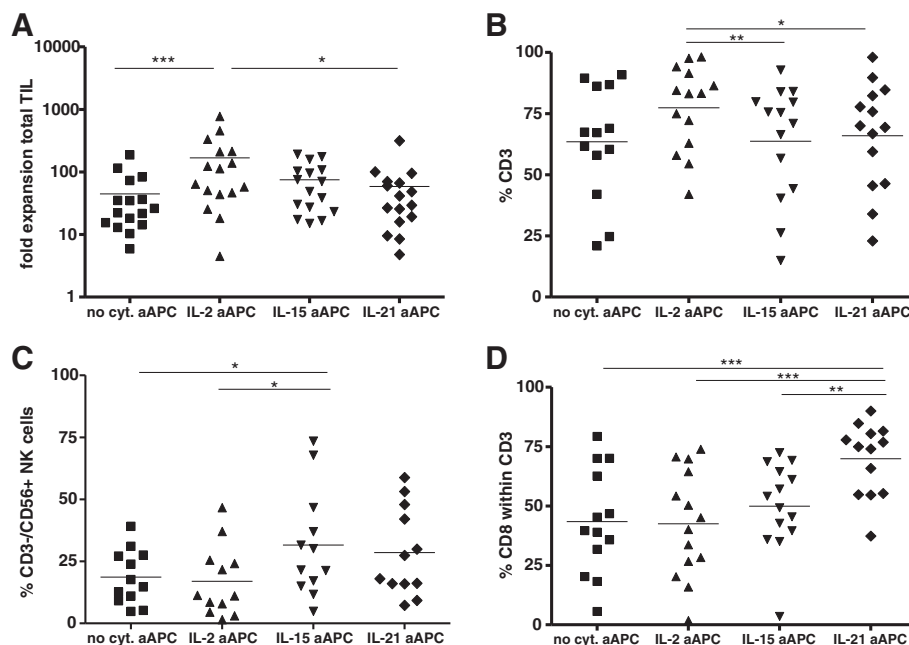 A
fold expansion total TIL
10000
1000
100
10
1
***
*
no cyt. aAPC IL-2 aAPC IL-15 aAPC IL-21 aAPC
B
% CD3
100
75
50
25
0
*
**
no cyt. aAPC IL-2 aAPC IL-15 aAPC IL-21 aAPC
C
% CD3-/CD56+ NK cells
100
75
50
25
0
*
*
no cyt. aAPC IL-2 aAPC IL-15 aAPC IL-21 aAPC
D
% CD8 within CD3
100
75
50
25
0
***
***
**
no cyt. aAPC IL-2 aAPC IL-15 aAPC IL-21 aAPC